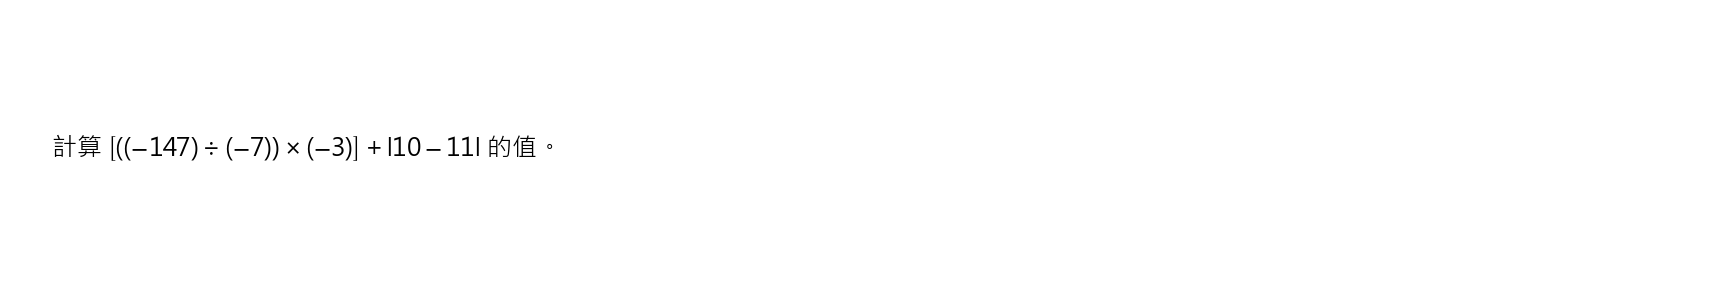 計算 [((−147) ÷ (−7)) × (−3)] + |10 − 11| 的值。